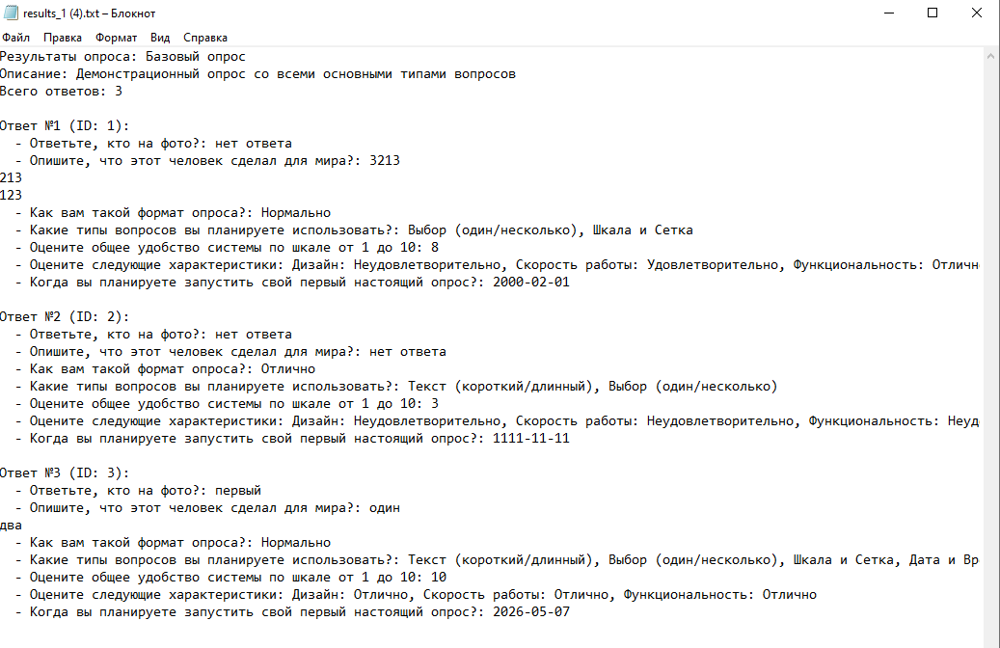 results_1 (4).txt – Блокнот
Файл Правка Формат Вид Справка
Результаты опроса: Базовый опрос
Описание: Демонстрационный опрос со всеми основными типами вопросов
Всего ответов: 3
Ответ №1 (ID: 1):
- Ответьте, кто на фото?: нет ответа
- Опишите, что этот человек сделал для мира?: 3213
213
123
- Как вам такой формат опроса?: Нормально
- Какие типы вопросов вы планируете использовать?: Выбор (один/несколько), Шкала и Сетка
- Оцените общее удобство системы по шкале от 1 до 10: 8
- Оцените следующие характеристики: Дизайн: Неудовлетворительно, Скорость работы: Удовлетворительно, Функциональность: Отличн
- Когда вы планируете запустить свой первый настоящий опрос?: 2000-02-01
Ответ №2 (ID: 2):
- Ответьте, кто на фото?: нет ответа
- Опишите, что этот человек сделал для мира?: нет ответа
- Как вам такой формат опроса?: Отлично
- Какие типы вопросов вы планируете использовать?: Текст (короткий/длинный), Выбор (один/несколько)
- Оцените общее удобство системы по шкале от 1 до 10: 3
- Оцените следующие характеристики: Дизайн: Неудовлетворительно, Скорость работы: Неудовлетворительно, Функциональность: Неуд
- Когда вы планируете запустить свой первый настоящий опрос?: 1111-11-11
Ответ №3 (ID: 3):
- Ответьте, кто на фото?: первый
- Опишите, что этот человек сделал для мира?: один
два
- Как вам такой формат опроса?: Нормально
- Какие типы вопросов вы планируете использовать?: Текст (короткий/длинный), Выбор (один/несколько), Шкала и Сетка, Дата и Вр
- Оцените общее удобство системы по шкале от 1 до 10: 10
- Оцените следующие характеристики: Дизайн: Отлично, Скорость работы: Отлично, Функциональность: Отлично
- Когда вы планируете запустить свой первый настоящий опрос?: 2026-05-07